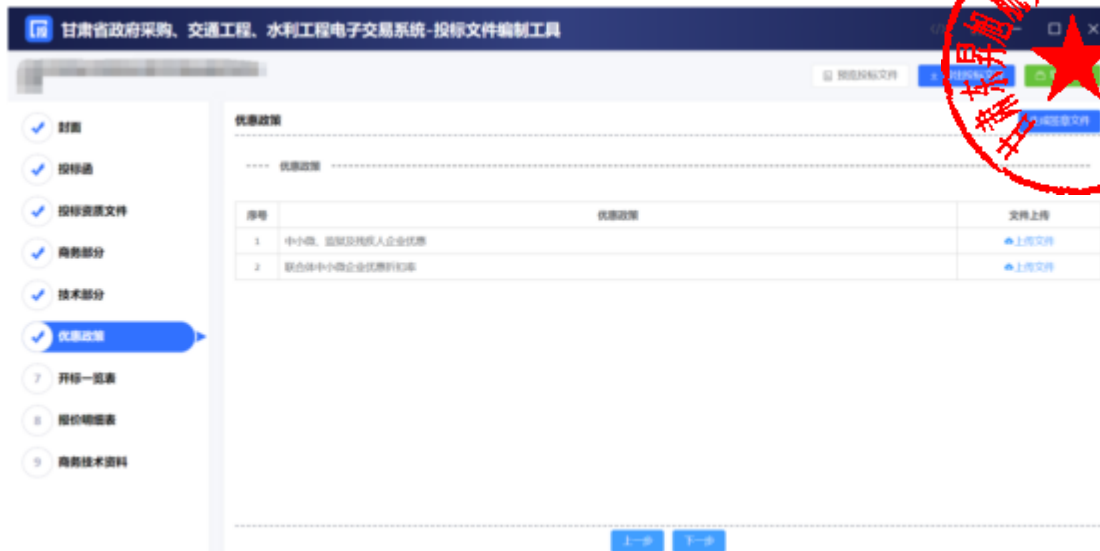 甘肃省政府采购、交通工程、水利工程电子交易系统-投标文件编制工具
预览投标文件
优惠政策
生成签章文件
封面
投标函
投标资质文件
商务部分
技术部分
优惠政策
开标一览表
报价明细表
商务技术资料
优惠政策
序号 优惠政策 文件上传
1 中小微、监狱及残疾人企业优惠 上传文件
2 联合体中小微企业优惠折扣率 上传文件
7
8
9
上一步 下一步